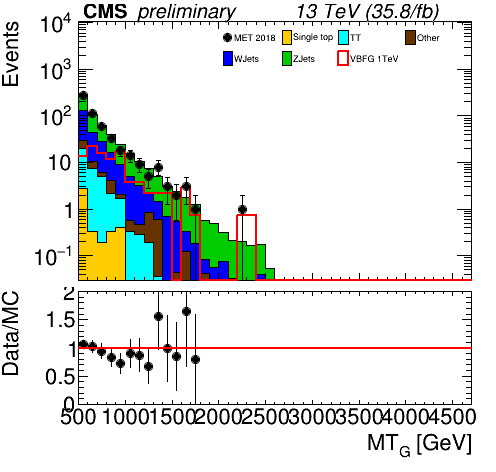 CMS preliminary 13 TeV (35.8/fb)
Events
10^4
10^3
10^2
10
1
10^-1
MET 2018 Single top TT Other
WJets ZJets VBFG 1TeV
Data/MC
2
1.5
1
0.5
0
500 1000 1500 2000 2500 3000 3500 4000 4500
MT_G [GeV]